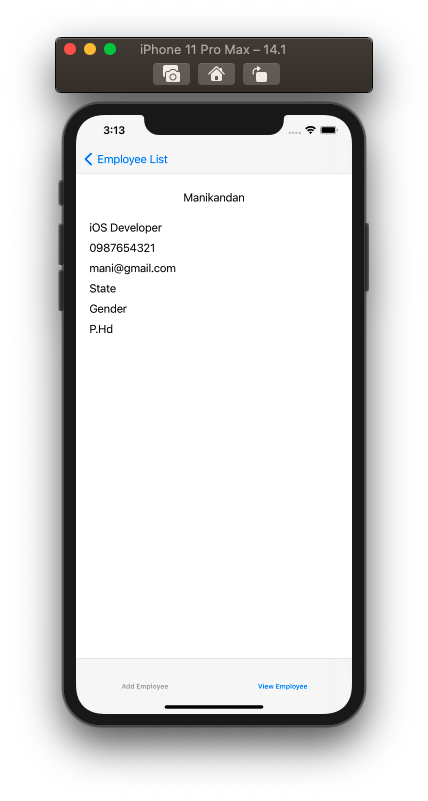 iPhone 11 Pro Max – 14.1
3:13
Employee List
Manikandan
iOS Developer
0987654321
mani@gmail.com
State
Gender
P.Hd
Add Employee
View Employee